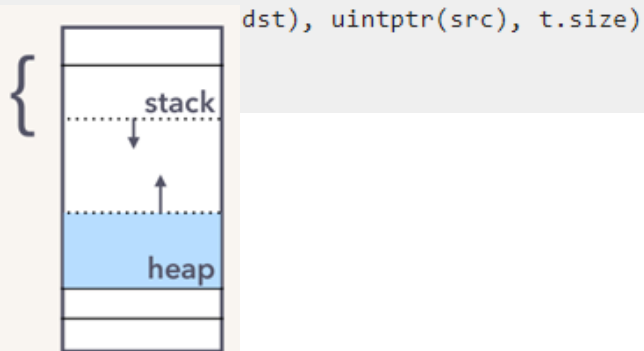 dst), uintptr(src), t.size)
{
stack
heap